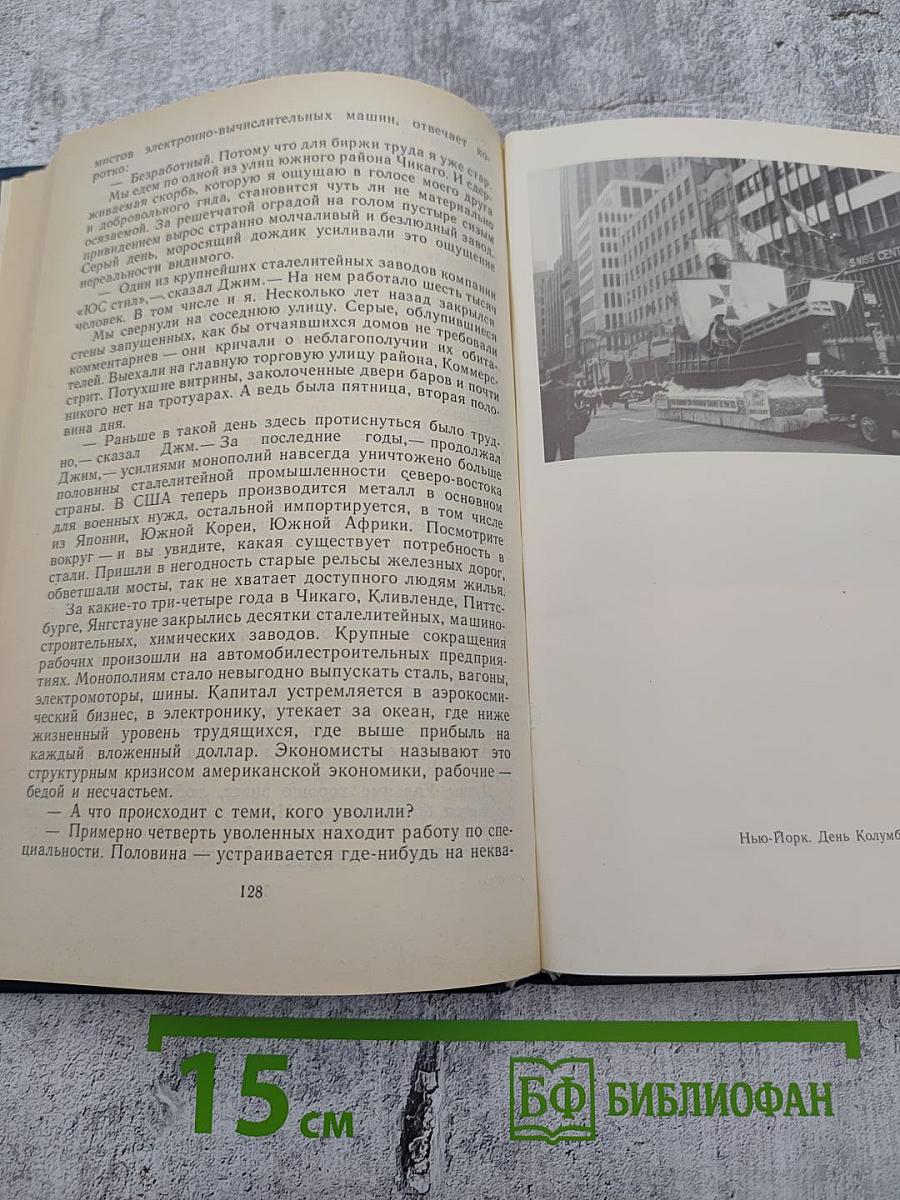 мистов электронно-вычислительных машин, отвечает ко-
ротко:
— Безработный. Потому что для биржи труда я уже стар.
Мы едем по одной из улиц южного района Чикаго. И сдер-
живаемая скорбь, которую я ощущаю в голосе моего друга
и добровольного гида, становится чуть ли не материально
осязаемой. За решетчатой оградой на голом пустыре сизым
привидением вырос странно молчаливый и безлюдный завод.
Серый день, моросящий дождик усиливали это ощущение
нереальности видимого.
— Один из крупнейших сталелитейных заводов компании
«ЮС стил»,— сказал Джим.— На нем работало шесть тысяч
человек. В том числе и я. Несколько лет назад закрылся
Мы свернули на соседнюю улицу. Серые, облупившиеся
стены запущенных, как бы отчаявшихся домов не требовали
комментариев — они кричали о неблагополучии их обита-
телей. Выехали на главную торговую улицу района, Коммерс-
стрит. Потухшие витрины, заколоченные двери баров и почти
никого нет на тротуарах. А ведь была пятница, вторая поло-
вина дня.
— Раньше в такой день здесь протиснуться было труд-
но,— сказал Джм.— За последние годы,— продолжал
Джим,— усилиями монополий навсегда уничтожено больше
половины сталелитейной промышленности северо-востока
страны. В США теперь производится металл в основном
для военных нужд, остальной импортируется, в том числе
из Японии, Южной Кореи, Южной Африки. Посмотрите
вокруг — и вы увидите, какая существует потребность в
стали. Пришли в негодность старые рельсы железных дорог,
обветшали мосты, так не хватает доступного людям жилья.
За какие-то три-четыре года в Чикаго, Кливленде, Питтс-
бурге, Янгстауне закрылись десятки сталелитейных, машино-
строительных, химических заводов. Крупные сокращения
рабочих произошли на автомобилестроительных предприя-
тиях. Монополиям стало невыгодно выпускать сталь, вагоны,
электромоторы, шины. Капитал устремляется в аэрокосми-
ческий бизнес, в электронику, утекает за океан, где ниже
жизненный уровень трудящихся, где выше прибыль на
каждый вложенный доллар. Экономисты называют это
структурным кризисом американской экономики, рабочие —
бедой и несчастьем.
— А что происходит с теми, кого уволили?
— Примерно четверть уволенных находит работу по спе-
циальности. Половина — устраивается где-нибудь на неква-
128
SWISS CENT
Нью-Йорк. День Колумб
15 см
БФ БИБЛИОФАН